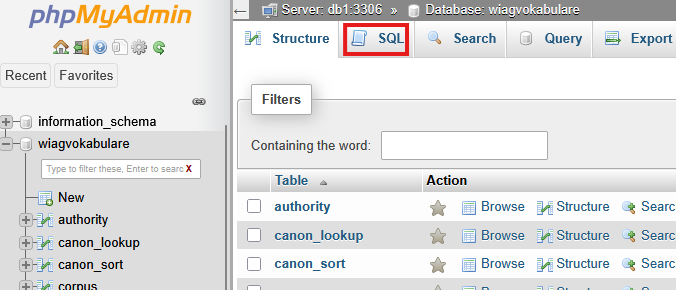 phpMyAdmin
Recent Favorites
information_schema
wiagvokabulare
Type to filter these, Enter to searc X
New
authority
canon_lookup
canon_sort
corpus
Server: db1:3306 » Database: wiagvokabulare
Structure SQL Search Query Export
Filters
Containing the word:
Table Action
authority Browse Structure Searc
canon_lookup Browse Structure Searc
canon_sort Browse Structure Searc